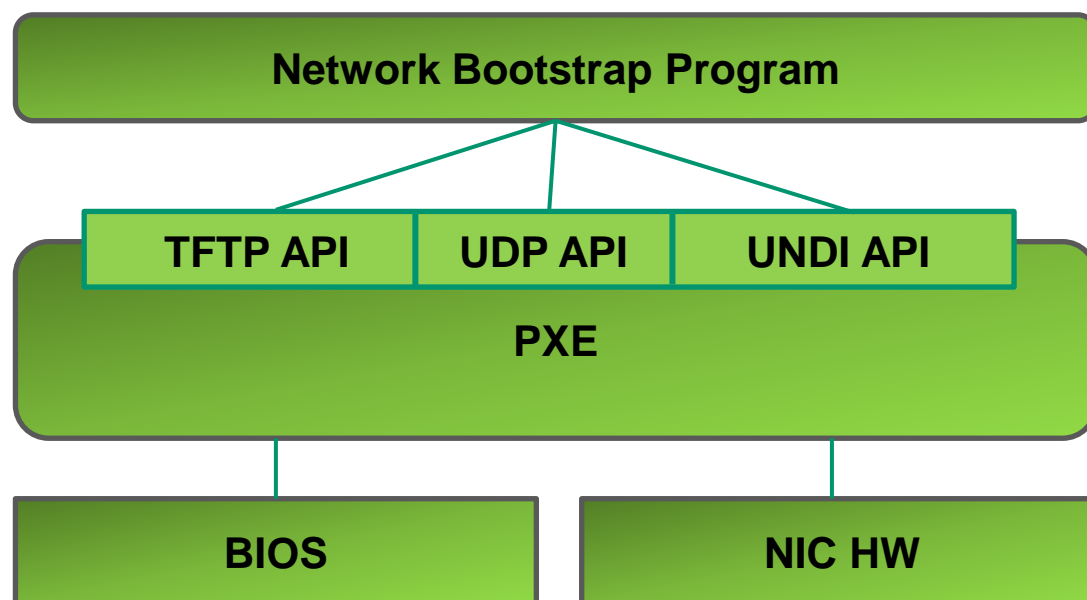 Network Bootstrap Program
TFTP API
UDP API
UNDI API
PXE
BIOS
NIC HW